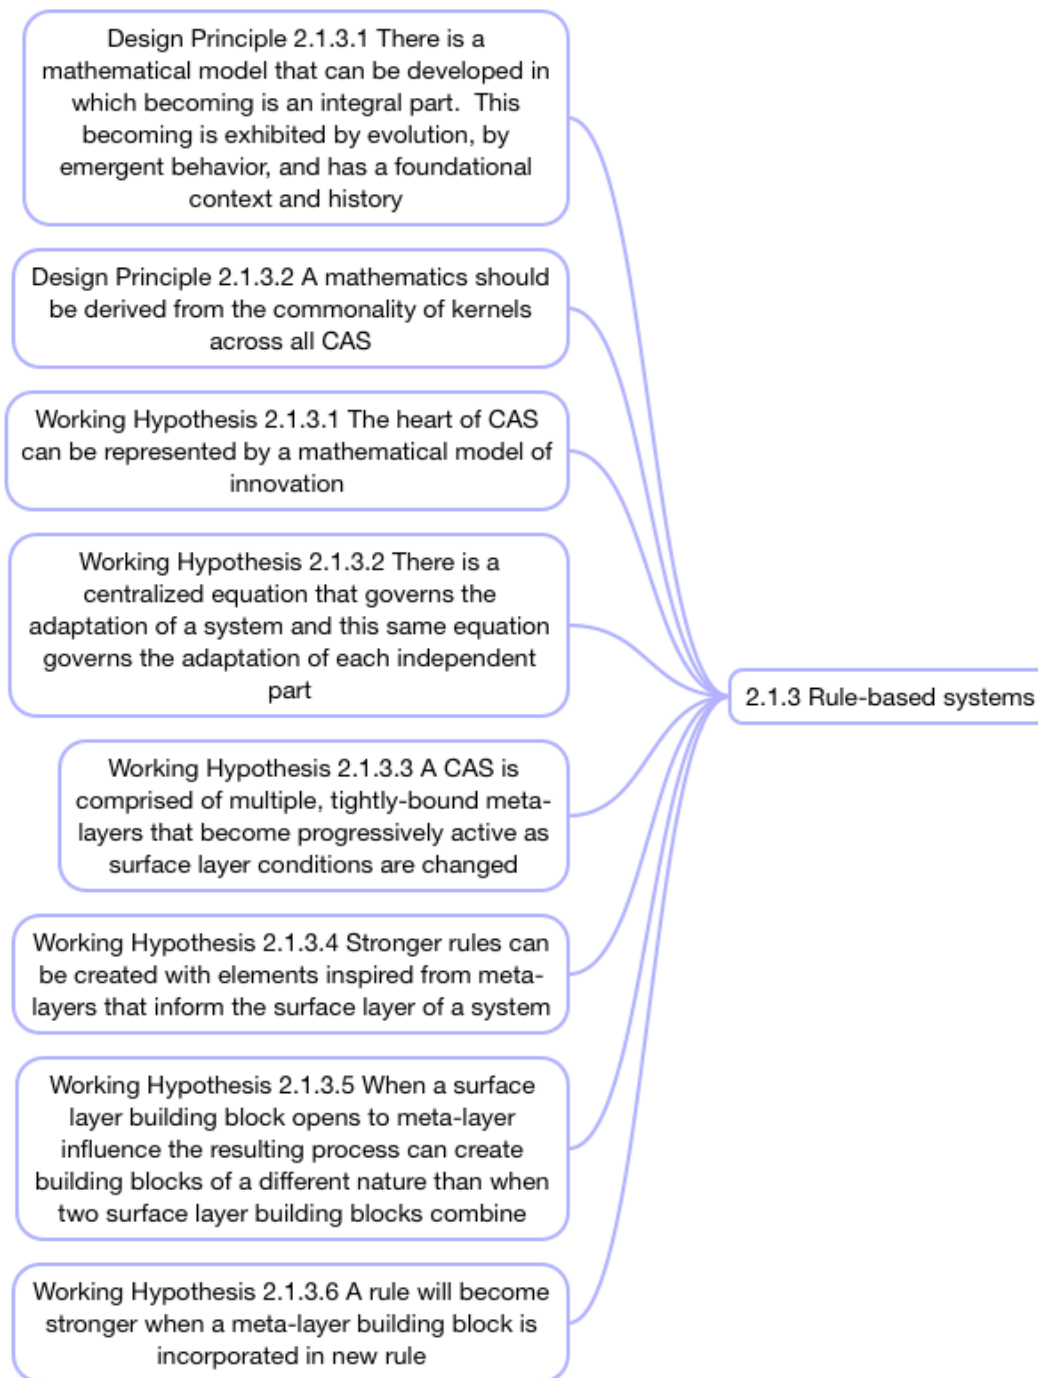 Design Principle 2.1.3.1 There is a
mathematical model that can be developed in
which becoming is an integral part.  This
becoming is exhibited by evolution, by
emergent behavior, and has a foundational
context and history
Design Principle 2.1.3.2 A mathematics should
be derived from the commonality of kernels
across all CAS
Working Hypothesis 2.1.3.1 The heart of CAS
can be represented by a mathematical model of
innovation
Working Hypothesis 2.1.3.2 There is a
centralized equation that governs the
adaptation of a system and this same equation
governs the adaptation of each independent
part
2.1.3 Rule-based systems
Working Hypothesis 2.1.3.3 A CAS is
comprised of multiple, tightly-bound meta-
layers that become progressively active as
surface layer conditions are changed
Working Hypothesis 2.1.3.4 Stronger rules can
be created with elements inspired from meta-
layers that inform the surface layer of a system
Working Hypothesis 2.1.3.5 When a surface
layer building block opens to meta-layer
influence the resulting process can create
building blocks of a different nature than when
two surface layer building blocks combine
Working Hypothesis 2.1.3.6 A rule will become
stronger when a meta-layer building block is
incorporated in new rule